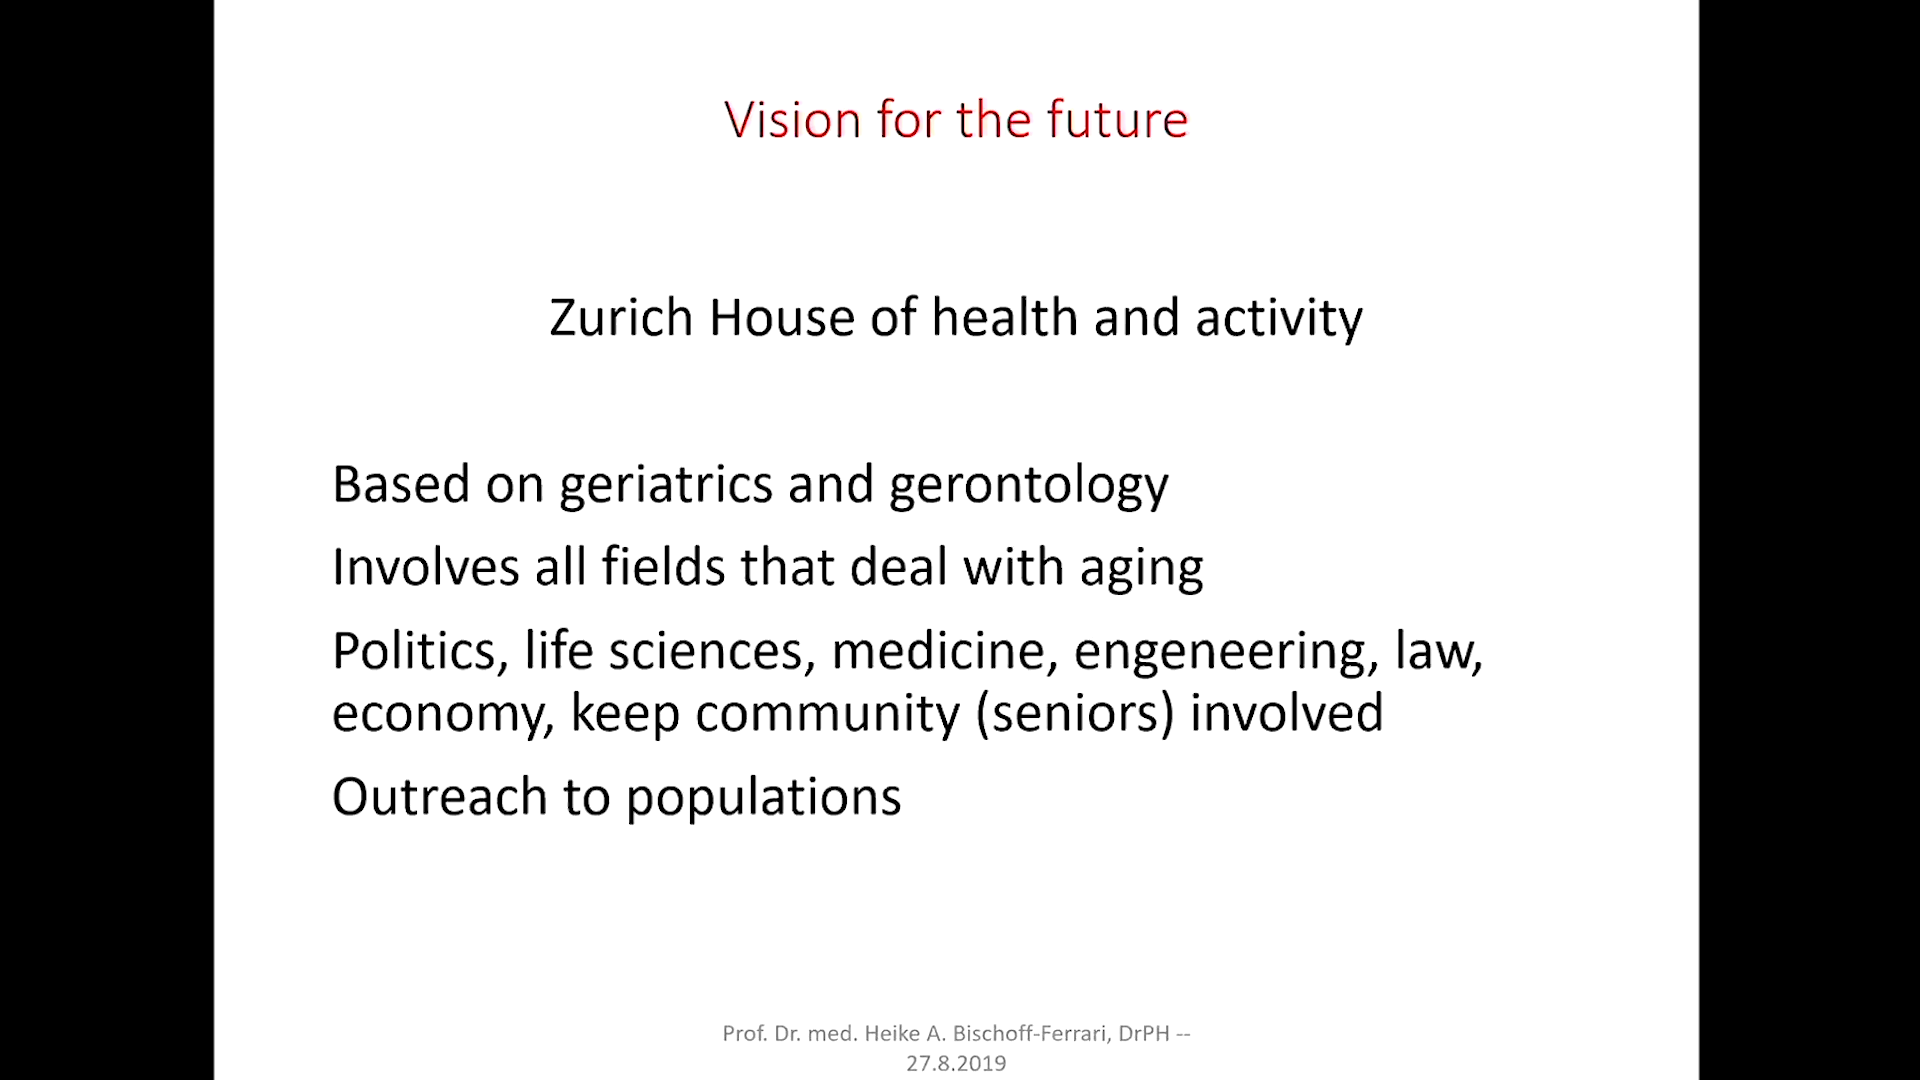 Vision for the future
Zurich House of health and activity
Based on geriatrics and gerontology
Involves all fields that deal with aging
Politics, life sciences, medicine, engeneering, law,
economy, keep community (seniors) involved
Outreach to populations
Prof. Dr. med. Heike A. Bischoff-Ferrari, DrPH --
27.8.2019